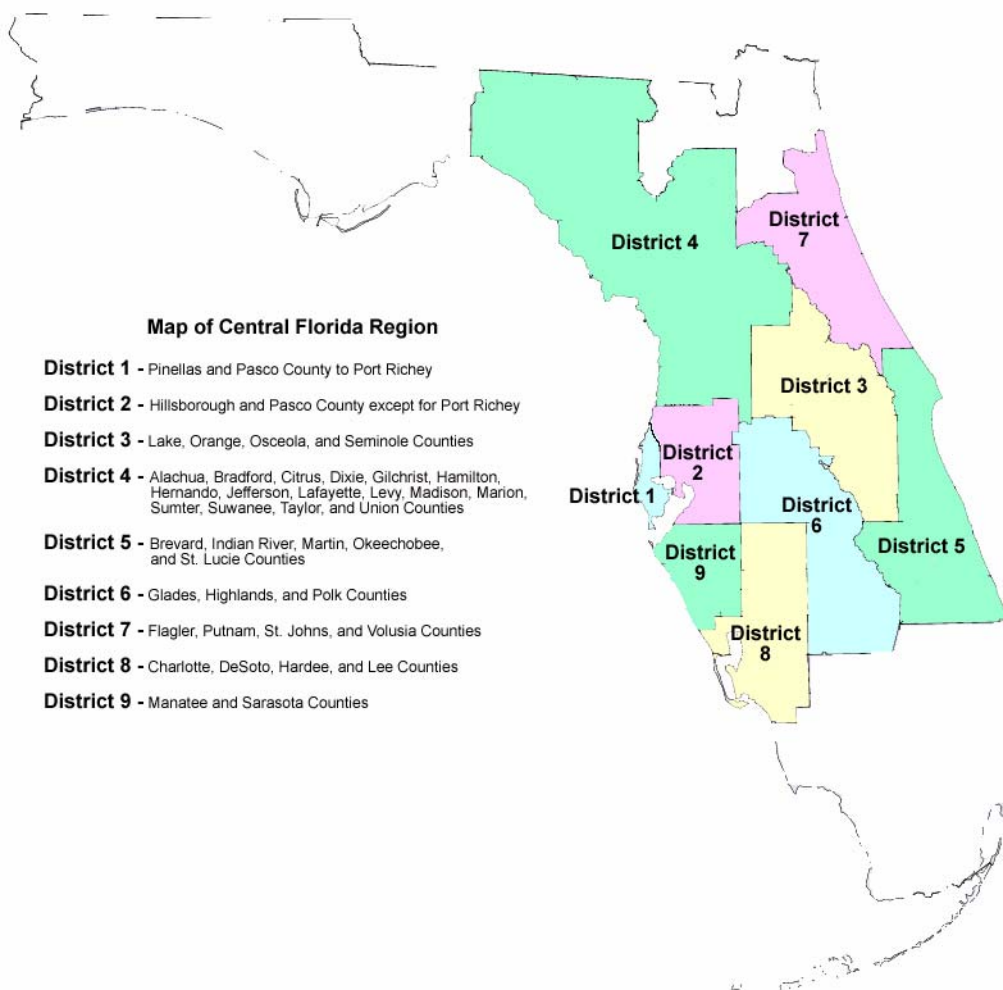 District 4
District
7
Map of Central Florida Region
District 1 - Pinellas and Pasco County to Port Richey
District 2 - Hillsborough and Pasco County except for Port Richey
District 3 - Lake, Orange, Osceola, and Seminole Counties
District 4 - Alachua, Bradford, Citrus, Dixie, Gilchrist, Hamilton,
Hernando, Jefferson, Lafayette, Levy, Madison, Marion,
Sumter, Suwanee, Taylor, and Union Counties
District 5 - Brevard, Indian River, Martin, Okeechobee,
and St. Lucie Counties
District 6 - Glades, Highlands, and Polk Counties
District 7 - Flagler, Putnam, St. Johns, and Volusia Counties
District 8 - Charlotte, DeSoto, Hardee, and Lee Counties
District 9 - Manatee and Sarasota Counties
District 3
District
2
District 1
District
6
District 5
District
9
District
8